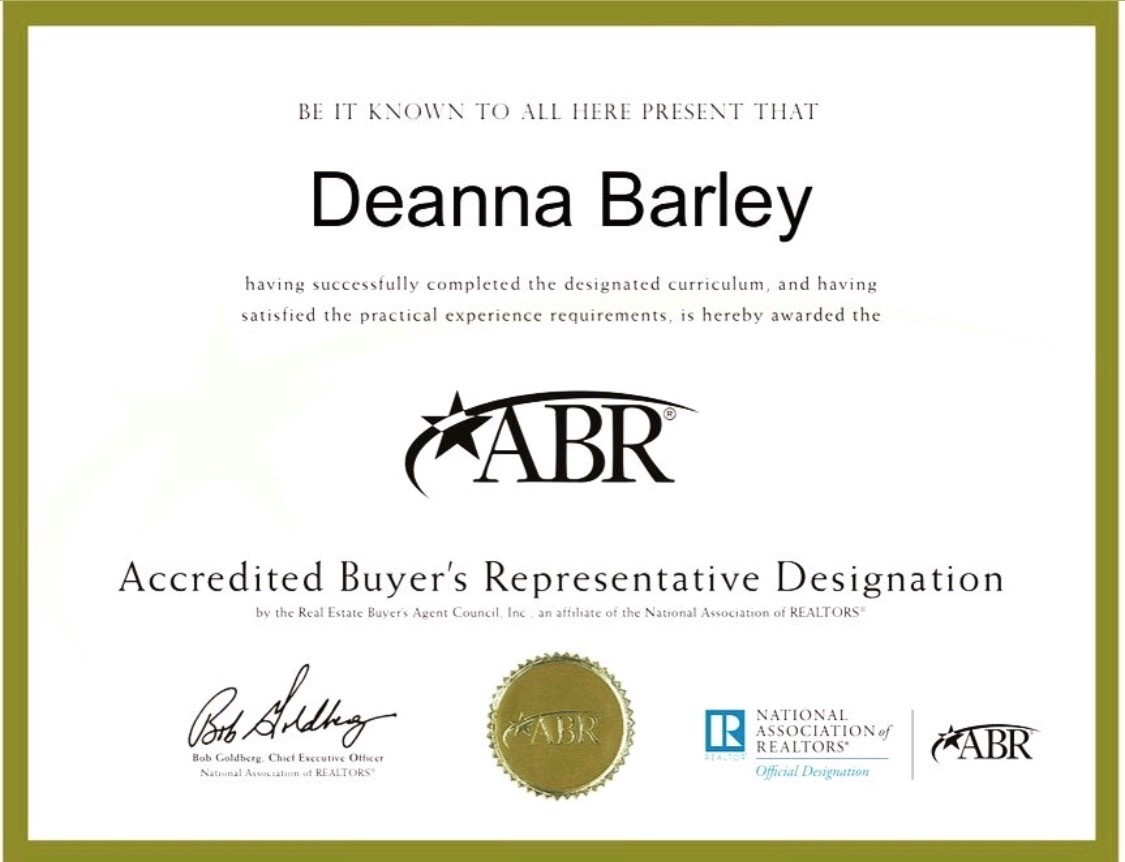 BE IT KNOWN TO ALL HERE PRESENT THAT
Deanna Barley
having successfully completed the designated curriculum, and having
satisfied the practical experience requirements, is hereby awarded the
ABR®
Accredited Buyer's Representative Designation
by the Real Estate Buyer's Agent Council, Inc., an affiliate of the National Association of REALTORS®
Bob Goldberg
Bob Goldberg, Chief Executive Officer
National Association of REALTORS®
ABR
R
REALTOR®
NATIONAL
ASSOCIATION of
REALTORS®
Official Designation
ABR®